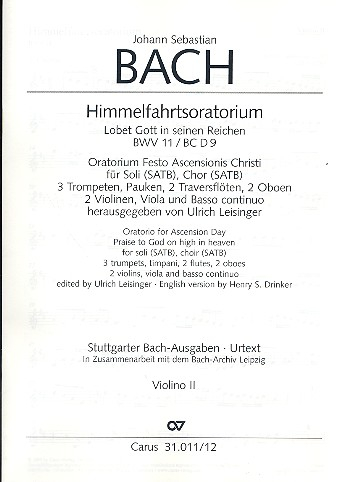 Johann Sebastian
BACH
Himmelfahrtsoratorium
Lobet Gott in seinen Reichen
BWV 11 / BC D 9
Oratorium Festo Ascensionis Christi
für Soli (SATB), Chor (SATB)
3 Trompeten, Pauken, 2 Traversflöten, 2 Oboen
2 Violinen, Viola und Basso continuo
herausgegeben von Ulrich Leisinger
Oratorio for Ascension Day
Praise to God on high in heaven
for soli (SATB), choir (SATB)
3 trumpets, timpani, 2 flutes, 2 oboes
2 violins, viola and basso continuo
edited by Ulrich Leisinger · English version by Henry S. Drinker
Stuttgarter Bach-Ausgaben · Urtext
In Zusammenarbeit mit dem Bach-Archiv Leipzig
Violino II
Carus 31.011/12